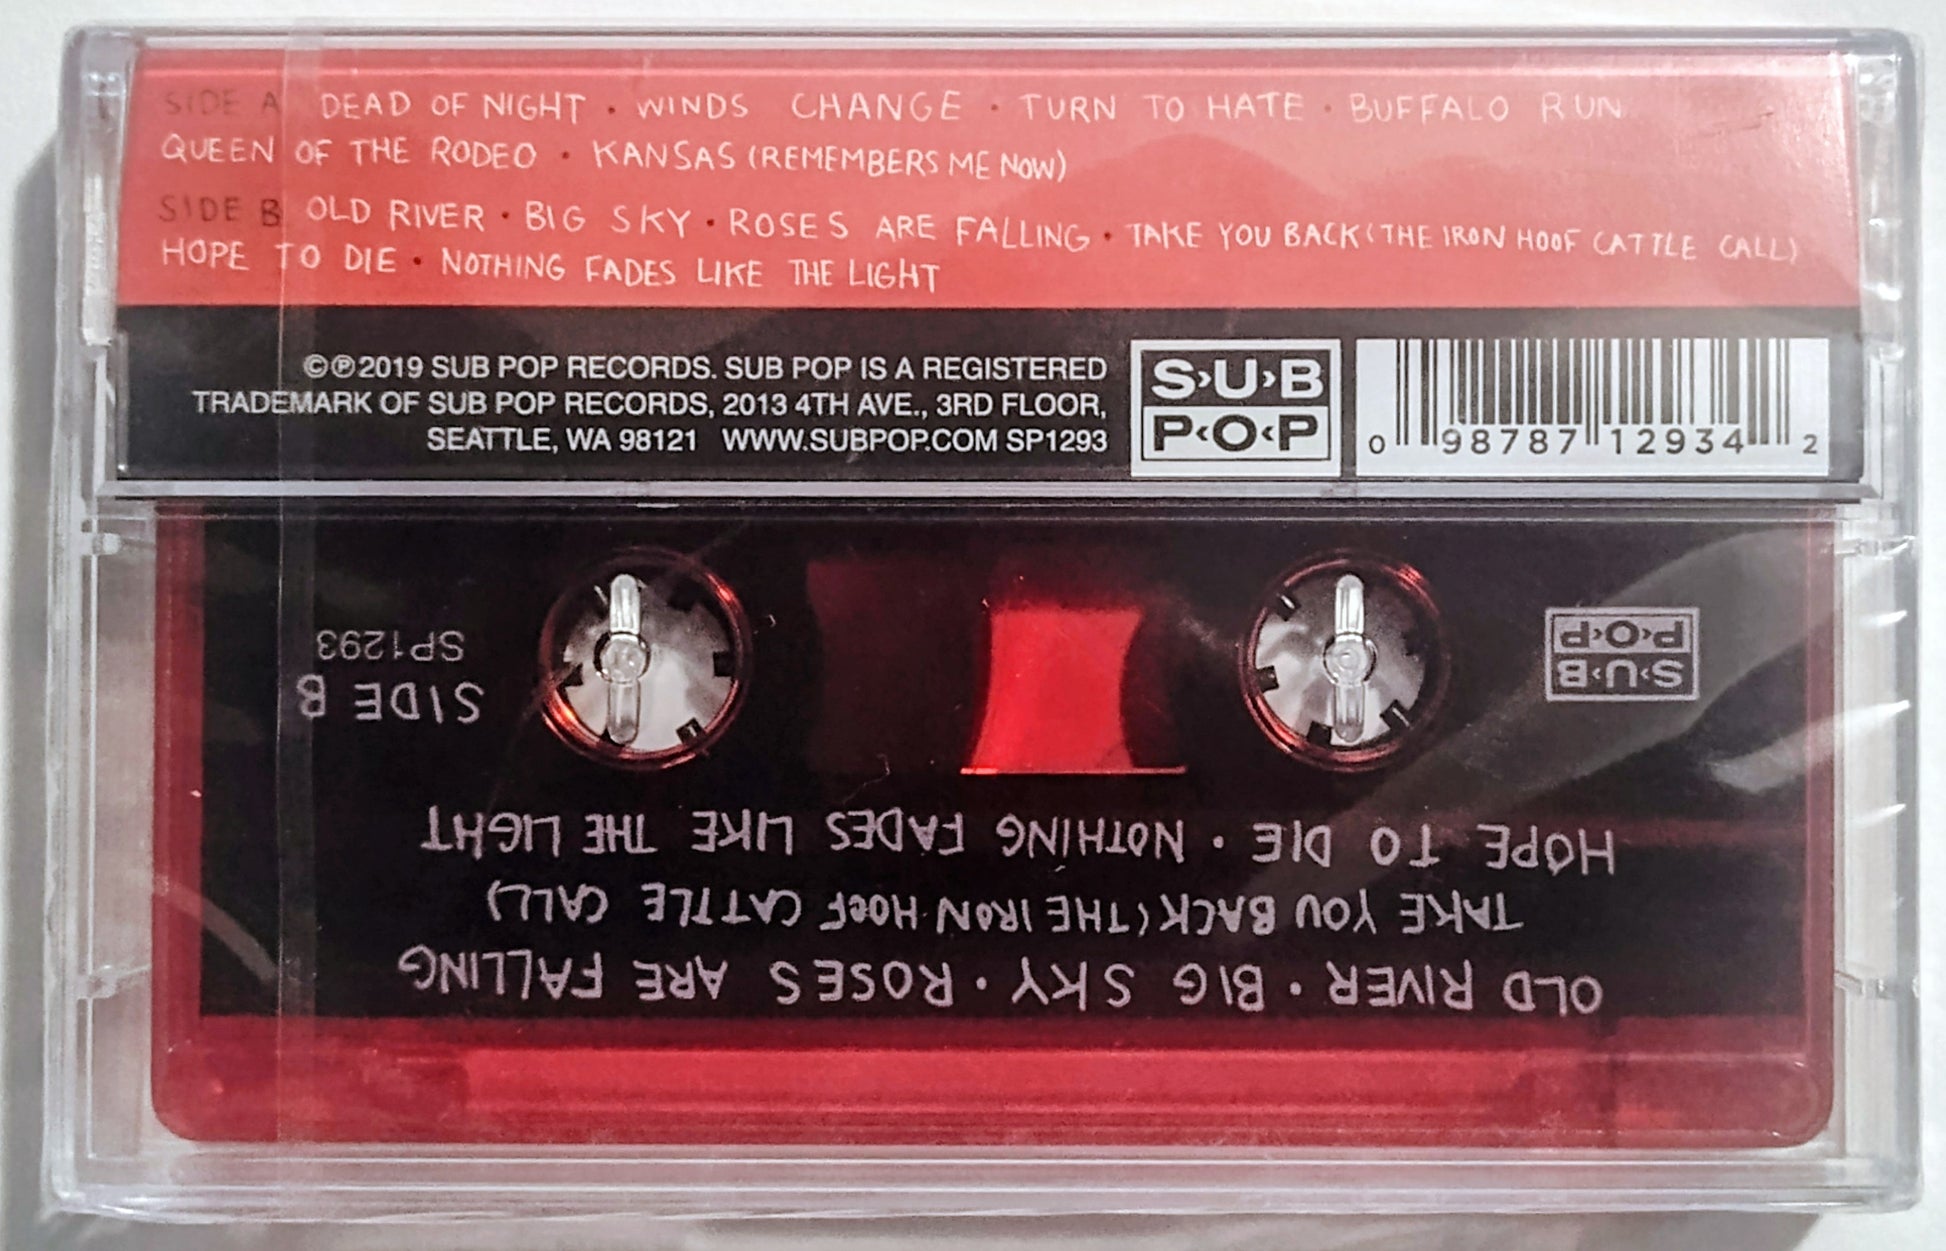 SIDE A DEAD OF NIGHT • WINDS CHANGE • TURN TO HATE • BUFFALO RUN
QUEEN OF THE RODEO • KANSAS (REMEMBERS ME NOW)
SIDE B OLD RIVER • BIG SKY • ROSES ARE FALLING • TAKE YOU BACK (THE IRON HOOF CATTLE CALL)
HOPE TO DIE • NOTHING FADES LIKE THE LIGHT
©℗2019 SUB POP RECORDS. SUB POP IS A REGISTERED
TRADEMARK OF SUB POP RECORDS, 2013 4TH AVE., 3RD FLOOR,
SEATTLE, WA 98121 WWW.SUBPOP.COM SP1293
S›U›B
P‹O‹P
0 98787 12934 2
OLD RIVER • BIG SKY • ROSES ARE FALLING
TAKE YOU BACK (THE IRON HOOF CATTLE CALL)
HOPE TO DIE • NOTHING FADES LIKE THE LIGHT
S›U›B
P‹O‹P
SIDE B
SP1293